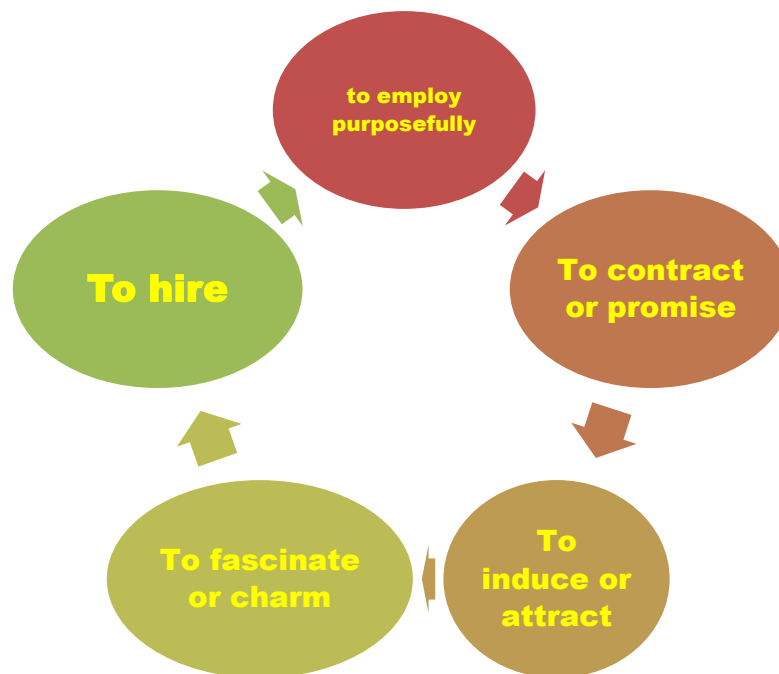 to employ
purposefully
To contract
or promise
To
induce or
attract
To fascinate
or charm
To hire